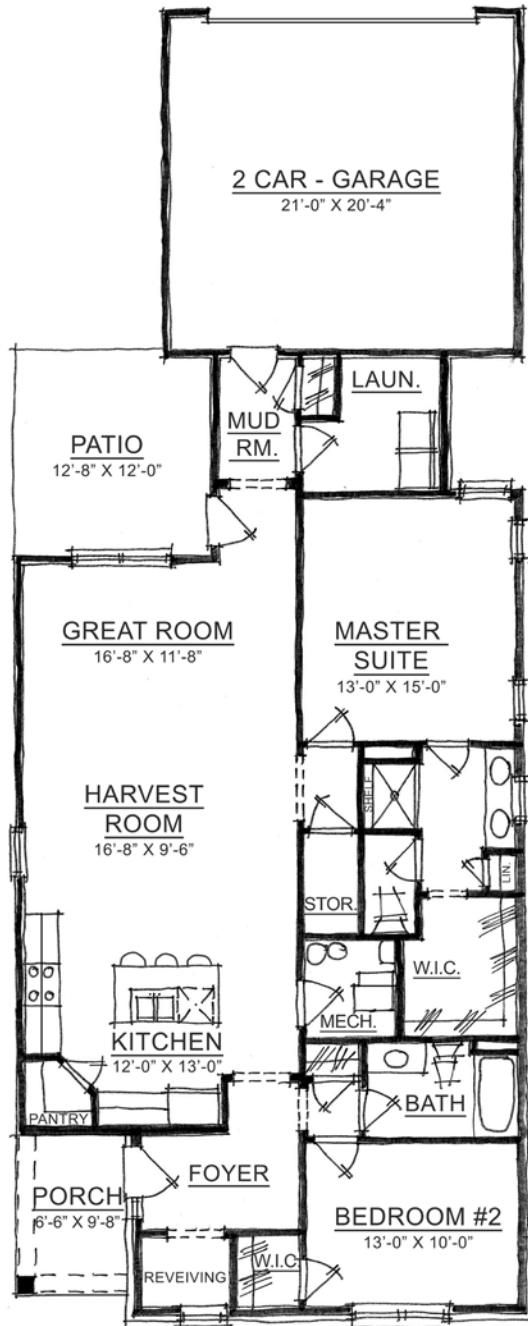 2 CAR - GARAGE
21'-0" X 20'-4"
LAUN.
MUD
RM.
PATIO
12'-8" X 12'-0"
GREAT ROOM
16'-8" X 11'-8"
MASTER
SUITE
13'-0" X 15'-0"
SHELF
HARVEST
ROOM
16'-8" X 9'-6"
LIN.
STOR.
W.I.C.
MECH.
KITCHEN
12'-0" X 13'-0"
PANTRY
BATH
FOYER
PORCH
6'-6" X 9'-8"
BEDROOM #2
13'-0" X 10'-0"
W.I.C
REVEIVING